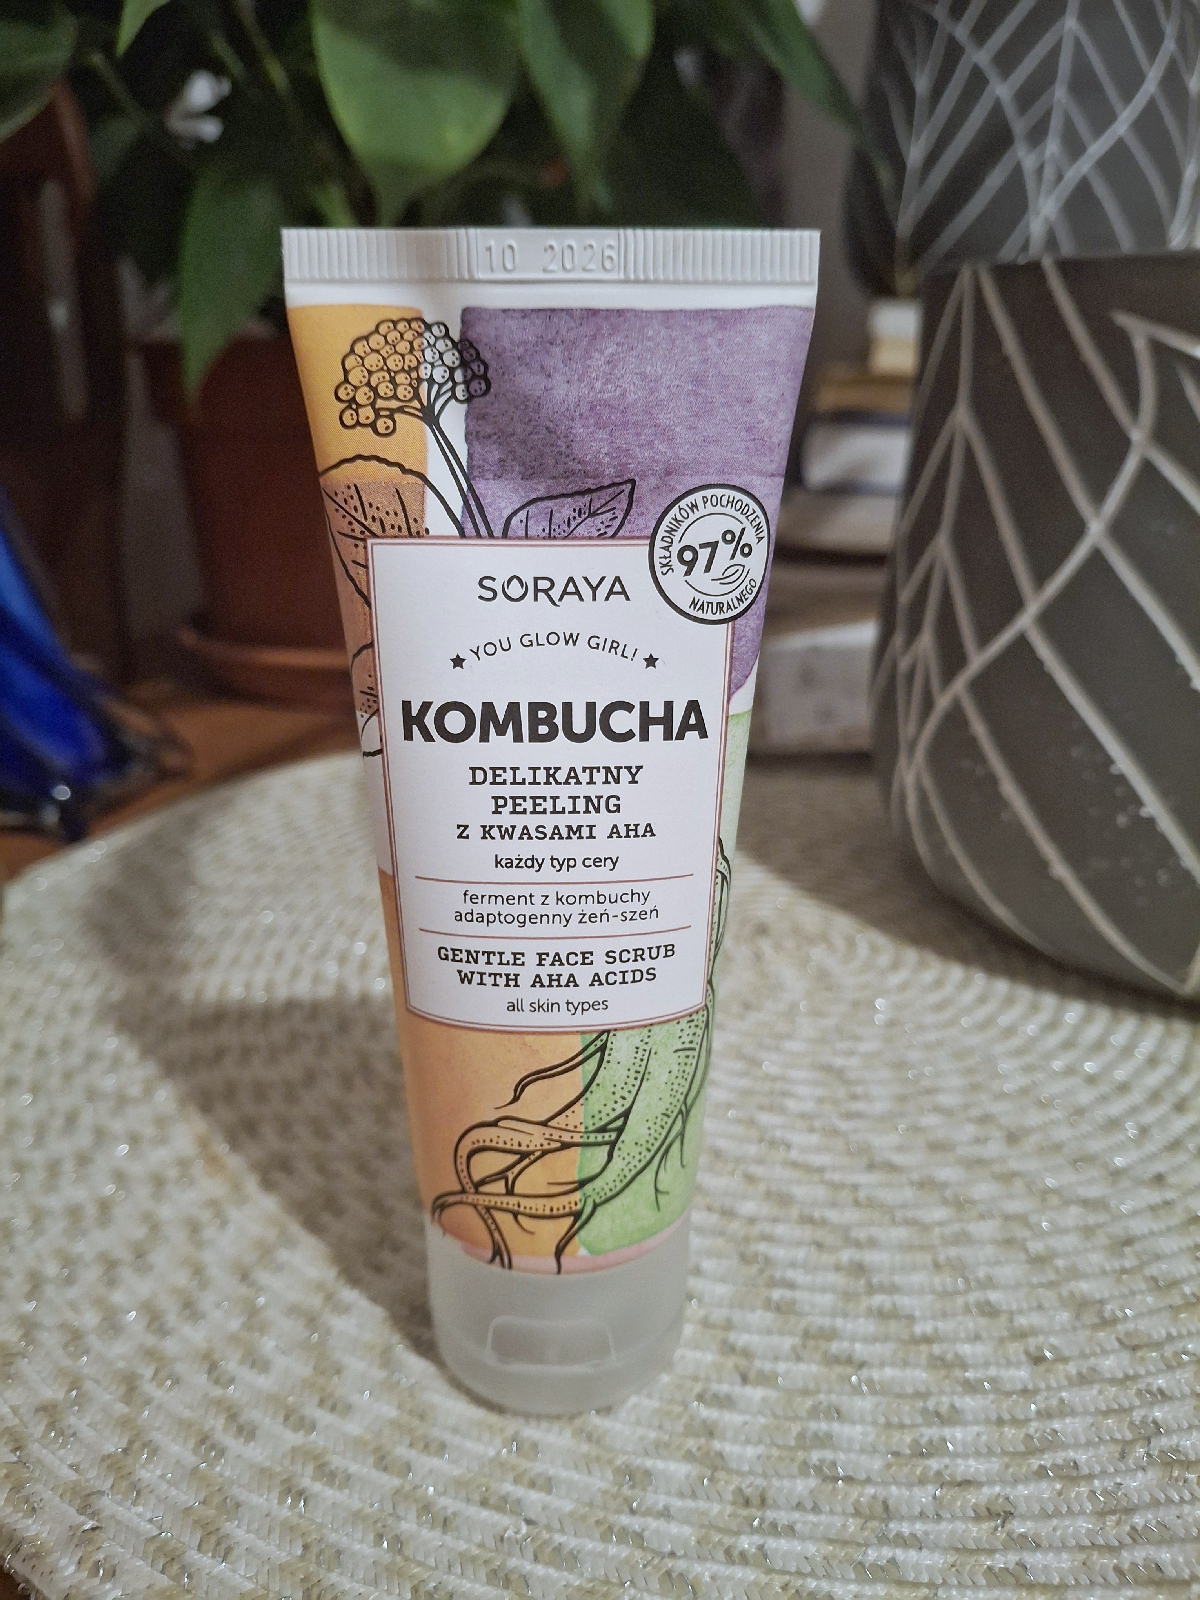 10 2026
SKŁADNIKÓW POCHODZENIA
97%
NATURALNEGO
SORAYA
YOU GLOW GIRL!
KOMBUCHA
DELIKATNY
PEELING
Z KWASAMI AHA
każdy typ cery
ferment z kombuchy
adaptogenny żeń-szeń
GENTLE FACE SCRUB
WITH AHA ACIDS
all skin types